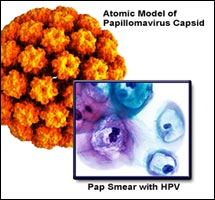 Atomic Model of
Papillomavirus Capsid
Pap Smear with HPV